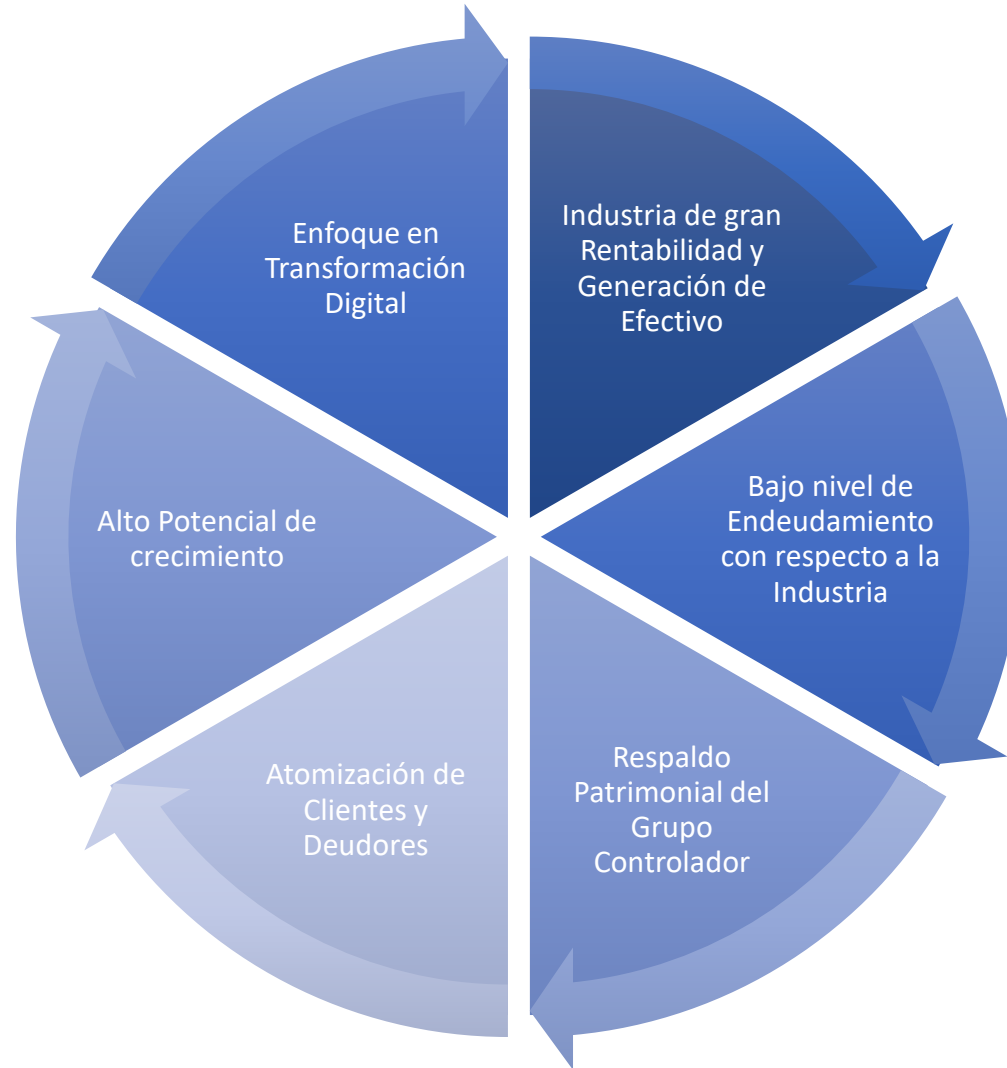 Industria de gran
Rentabilidad y
Generación de
Efectivo
Bajo nivel de
Endeudamiento
con respecto a la
Industria
Respaldo
Patrimonial del
Grupo
Controlador
Atomización de
Clientes y
Deudores
Alto Potencial de
crecimiento
Enfoque en
Transformación
Digital